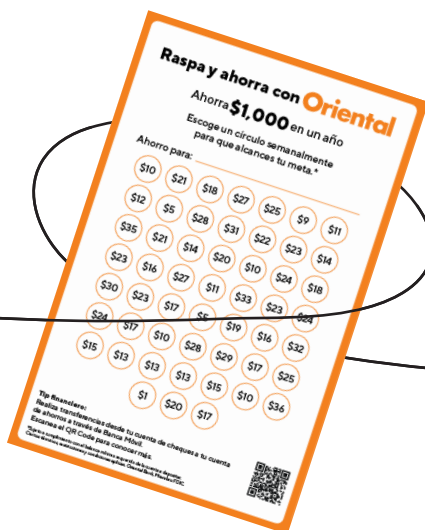 Raspa y ahorra con Oriental
Ahorra $1,000 en un año
Escoge un círculo semanalmente
para que alcances tu meta.*
Ahorro para:
$10 $21 $18 $27 $25 $9 $11
$12 $5 $28 $31 $22 $23 $14
$35 $21 $14 $20 $10 $24 $18
$23 $16 $27 $11 $33 $23 $24
$30 $23 $17 $5 $19 $16 $32
$24 $17 $10 $28 $29 $17 $25
$15 $13 $13 $13 $15 $10 $36
$1 $20 $17
Tip financiero:
Realiza transferencias desde tu cuenta de cheques a tu cuenta
de ahorros a través de Banca Móvil.
Escanea el QR Code para conocer más.